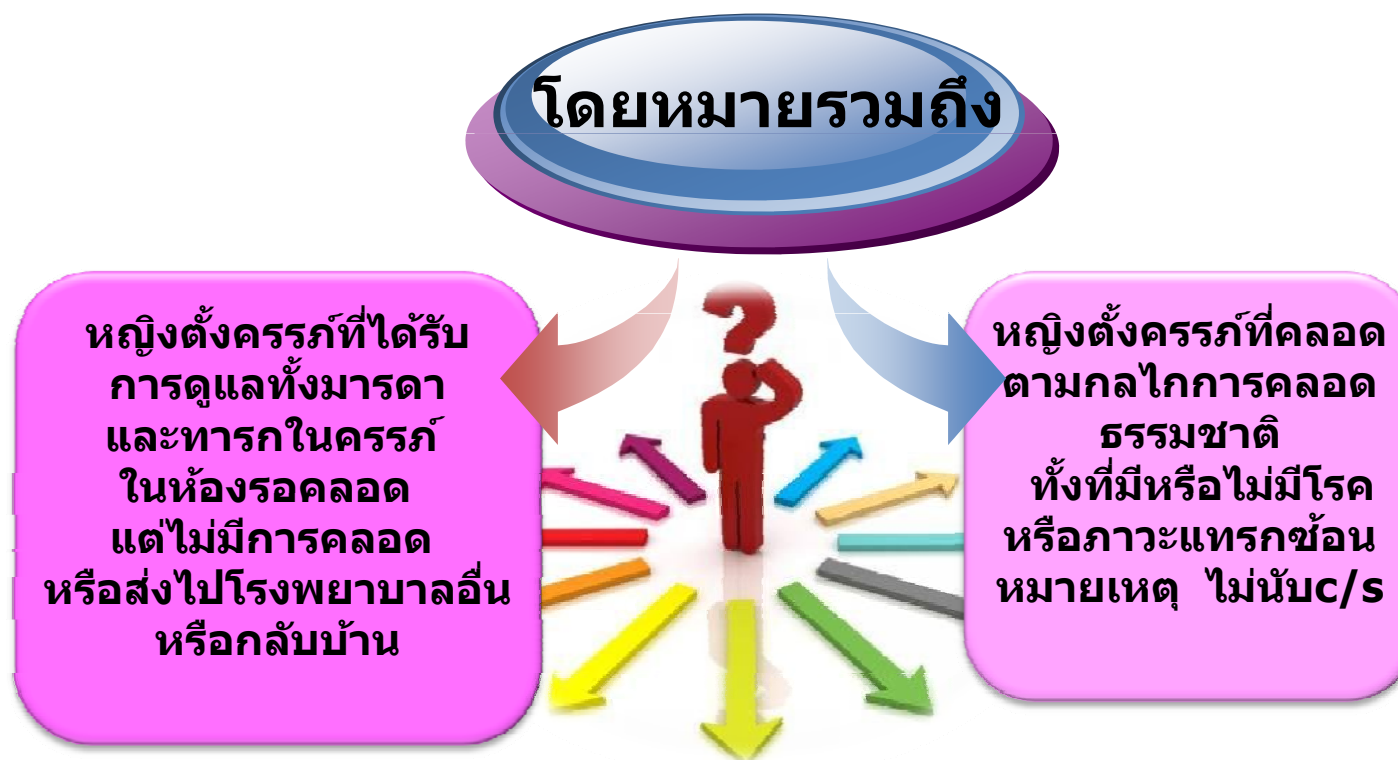 โดยหมายรวมถึง
หญิงตั้งครรภ์ที่ได้รับ
การดูแลทั้งมารดา
และทารกในครรภ์
ในห้องรอคลอด
แต่ไม่มีการคลอด
หรือส่งไปโรงพยาบาลอื่น
หรือกลับบ้าน
หญิงตั้งครรภ์ที่คลอด
ตามกลไกการคลอด
ธรรมชาติ
ทั้งที่มีหรือไม่มีโรค
หรือภาวะแทรกซ้อน
หมายเหตุ ไม่นับc/s